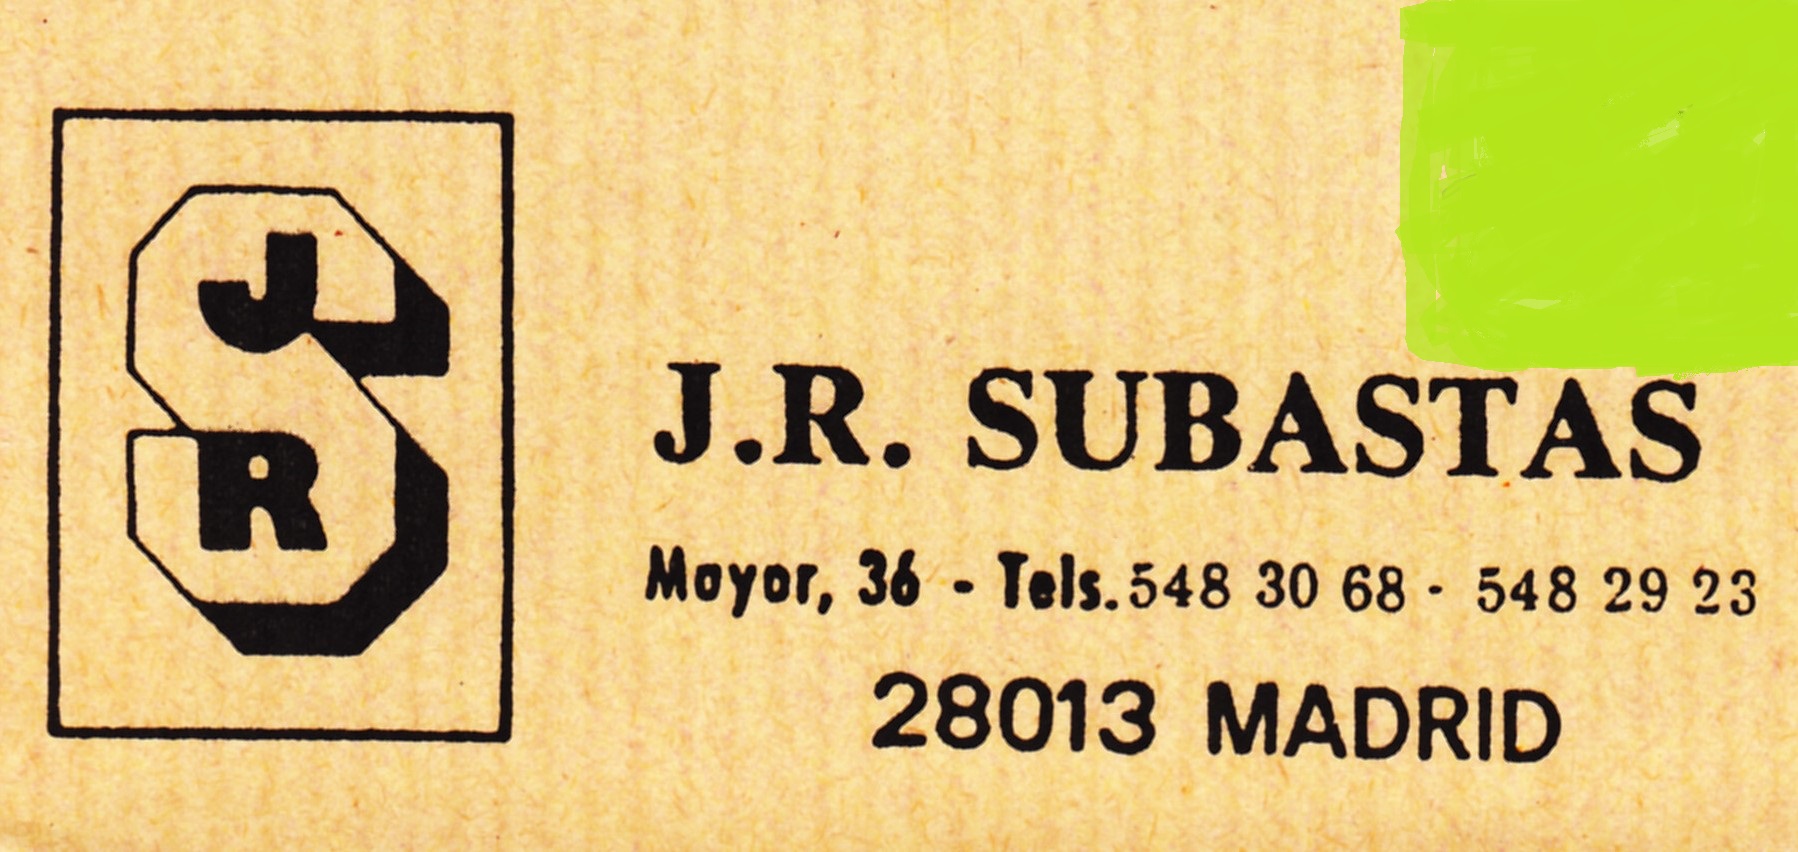 J
R
J.R. SUBASTAS
Mayor, 36 - Tels. 548 30 68 - 548 29 23
28013 MADRID